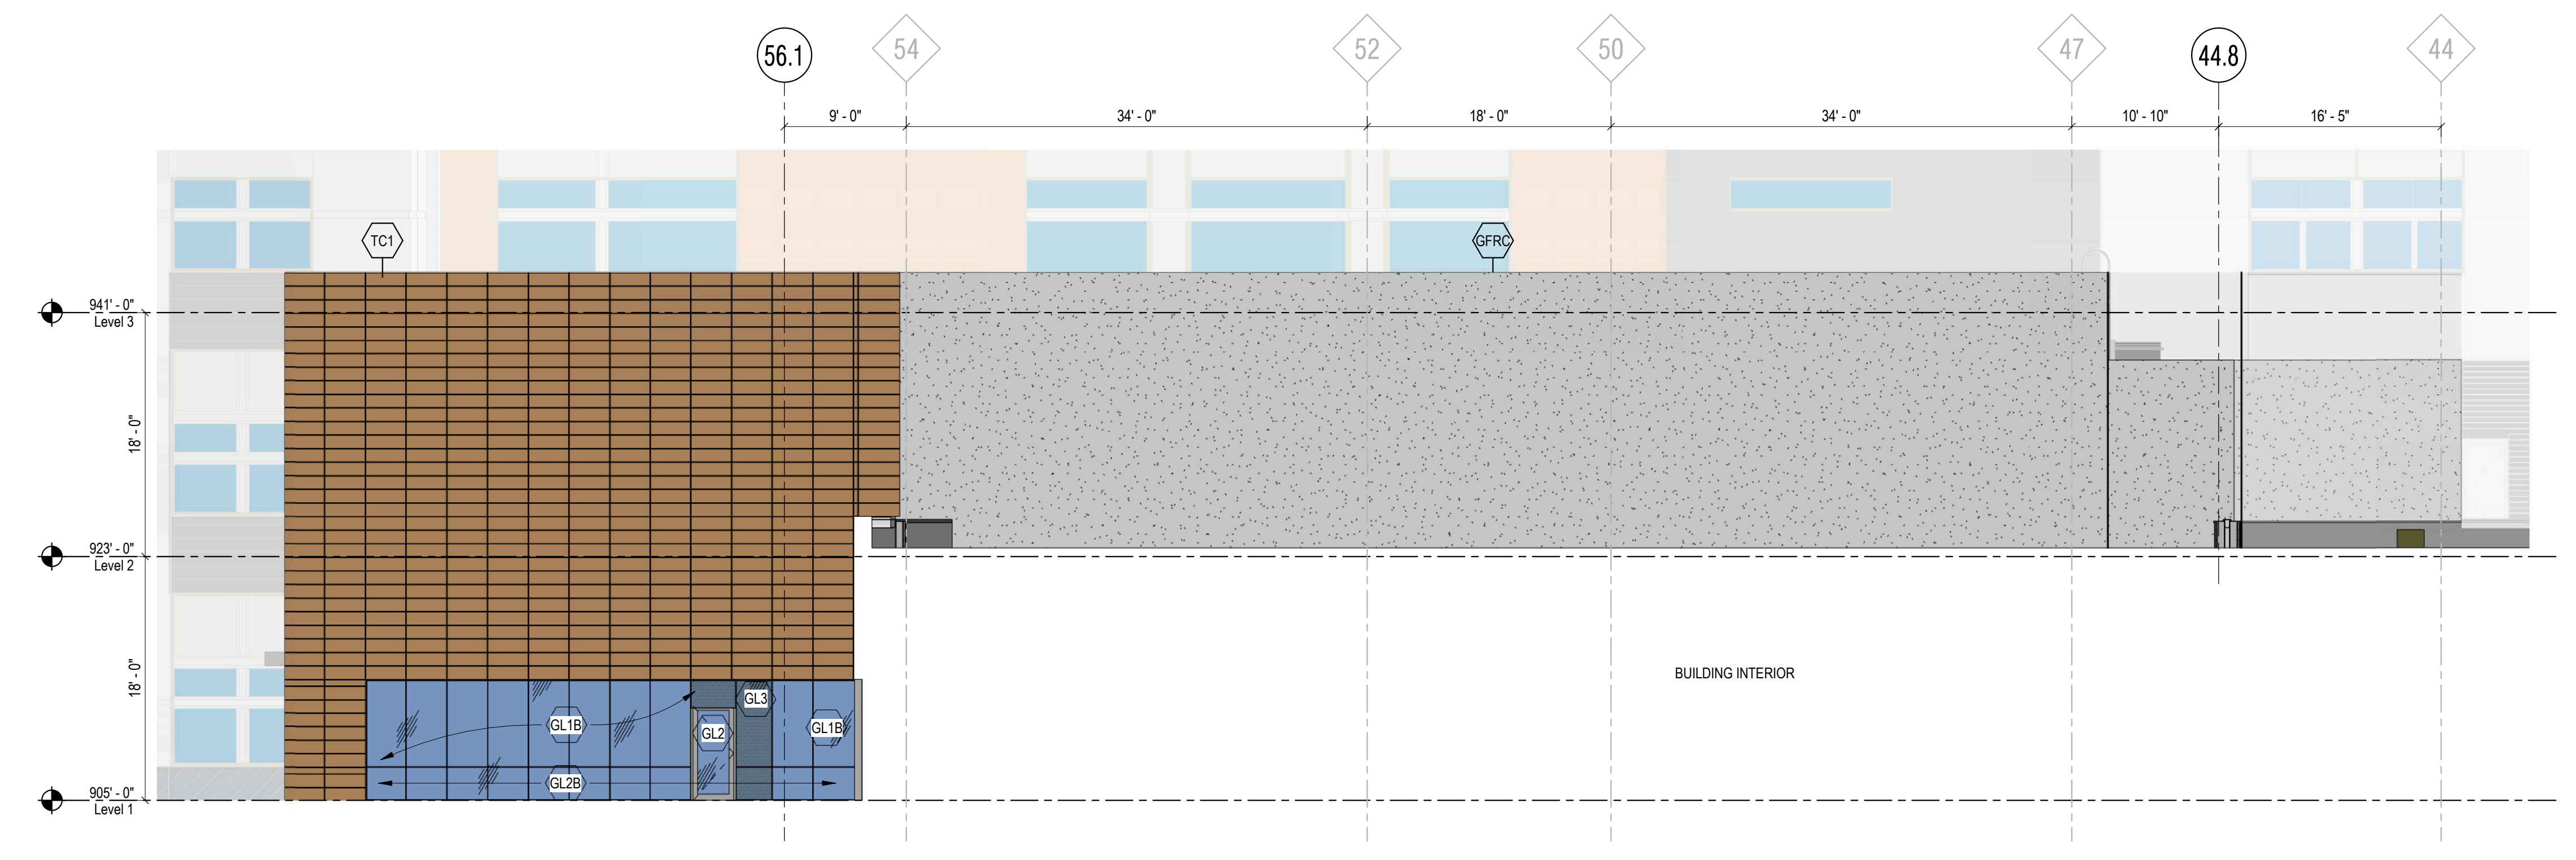 56.1
54
52
50
47
44.8
44
9' - 0"
34' - 0"
18' - 0"
34' - 0"
10' - 10"
16' - 5"
TC1
GFRC
941' - 0"
Level 3
18' - 0"
923' - 0"
Level 2
18' - 0"
BUILDING INTERIOR
GL3
GL1B
GL2
GL1B
GL2B
905' - 0"
Level 1